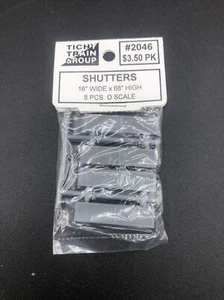 TICHY
TRAIN
GROUP
#2046
$3.50 PK
SHUTTERS
16" WIDE x 68" HIGH
8 PCS. O SCALE